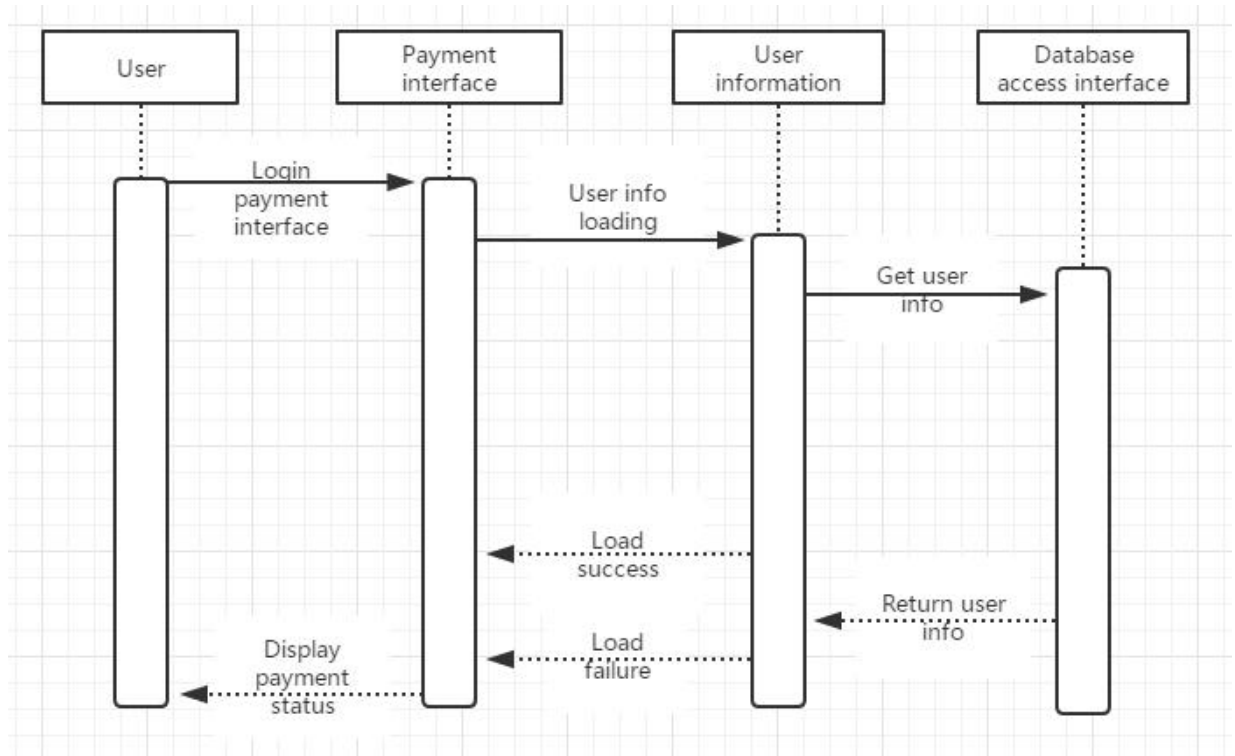 User
Payment
interface
User
information
Database
access interface
Login
payment
interface
User info
loading
Get user
info
Load
success
Return user
info
Load
failure
Display
payment
status